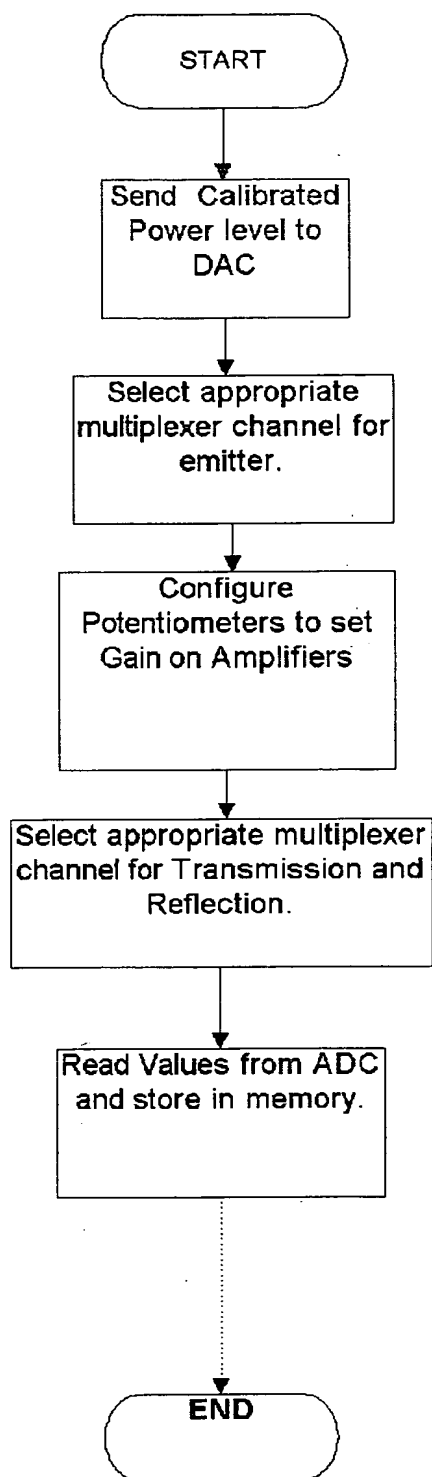 START
Send Calibrated
Power level to
DAC
Select appropriate
multiplexer channel for
emitter.
Configure
Potentiometers to set
Gain on Amplifiers
Select appropriate multiplexer
channel for Transmission and
Reflection.
Read Values from ADC
and store in memory.
END